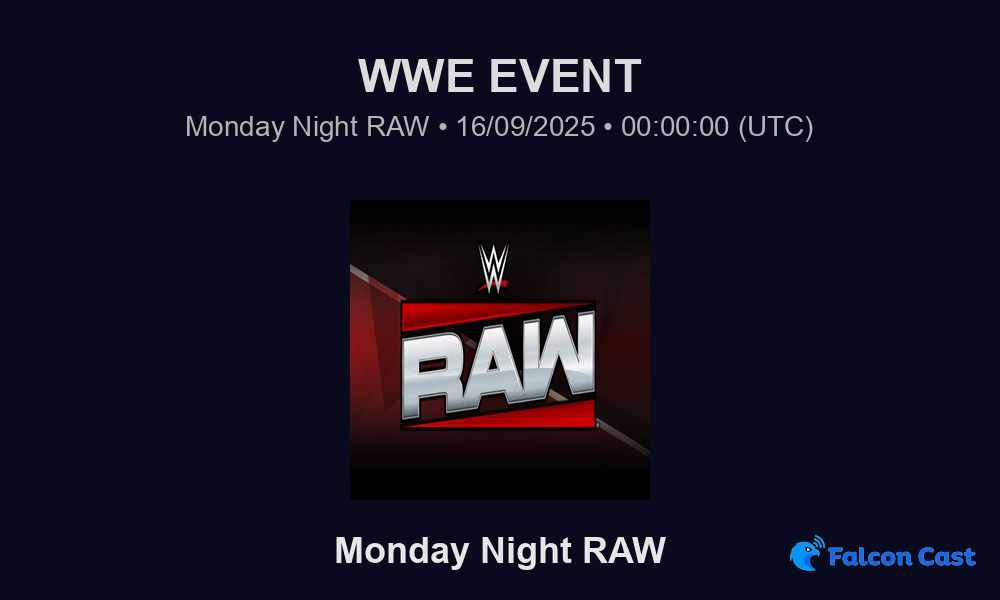 WWE EVENT
Monday Night RAW • 16/09/2025 • 00:00:00 (UTC)
W
RAW
Monday Night RAW
Falcon Cast